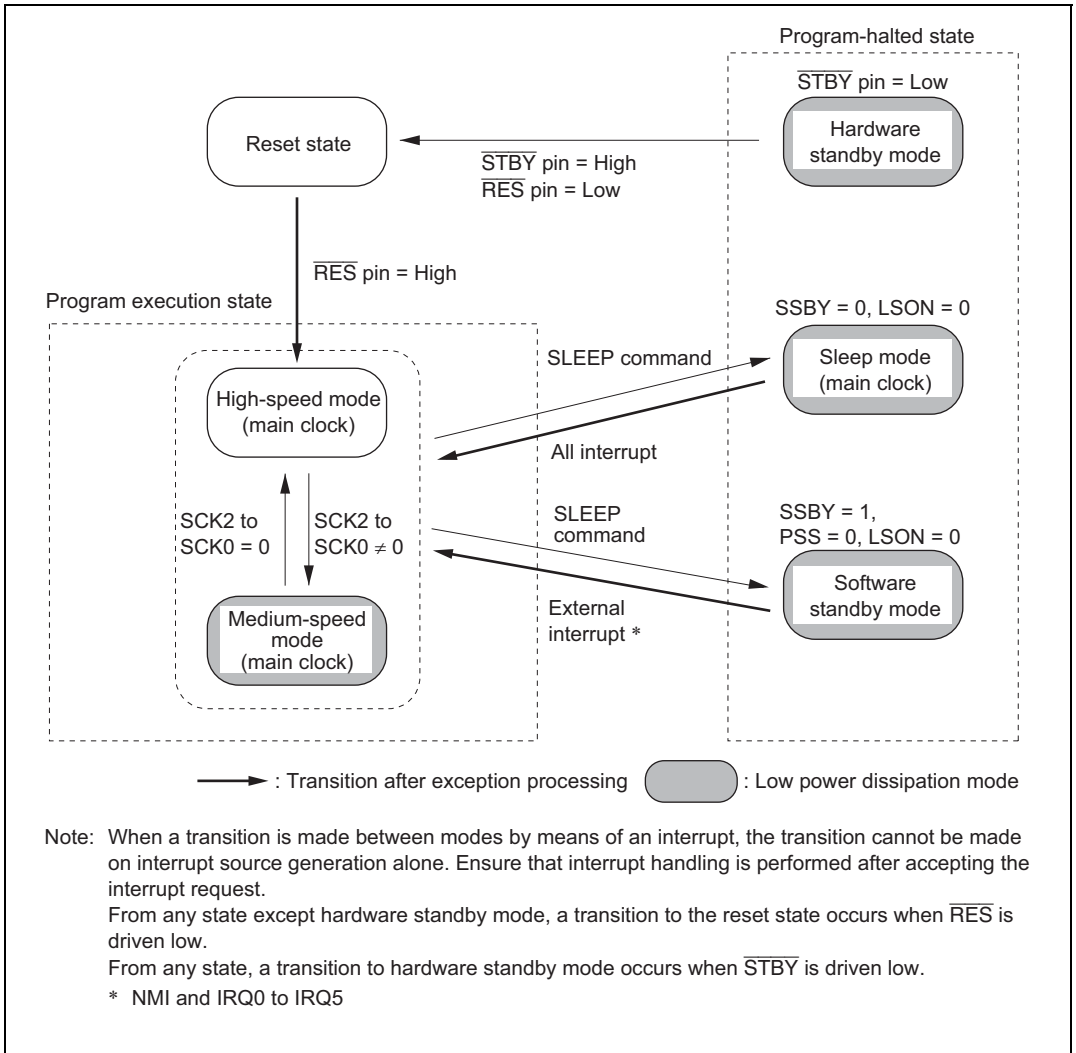 Program-halted state
S̅T̅B̅Y̅ pin = Low
Hardware
standby mode
Reset state
S̅T̅B̅Y̅ pin = High
R̅E̅S̅ pin = Low
R̅E̅S̅ pin = High
Program execution state
SSBY = 0, LSON = 0
Sleep mode
(main clock)
SLEEP command
High-speed mode
(main clock)
All interrupt
SCK2 to
SCK0 = 0
SCK2 to
SCK0 ≠ 0
SLEEP
command
SSBY = 1,
PSS = 0, LSON = 0
Software
standby mode
External
interrupt *
Medium-speed
mode
(main clock)
: Transition after exception processing
: Low power dissipation mode
Note: When a transition is made between modes by means of an interrupt, the transition cannot be made
on interrupt source generation alone. Ensure that interrupt handling is performed after accepting the
interrupt request.
From any state except hardware standby mode, a transition to the reset state occurs when R̅E̅S̅ is
driven low.
From any state, a transition to hardware standby mode occurs when S̅T̅B̅Y̅ is driven low.
* NMI and IRQ0 to IRQ5